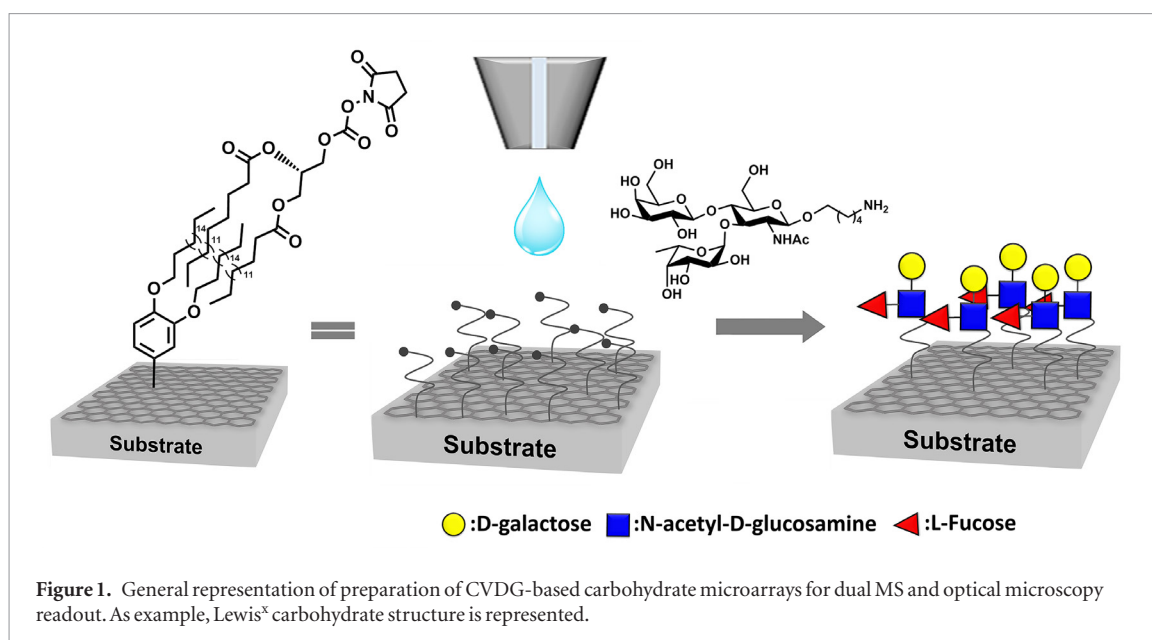 O
O
N
O
O
O
O
O
O
O
O
14
11
14
11
O
O
Substrate
Substrate
OH
HO
O
HO
OH
O
OH
O
O
NHAc
O
4
NH2
O
O
OH
HO
OH
Substrate
:D-galactose :N-acetyl-D-glucosamine :L-Fucose
Figure 1. General representation of preparation of CVDG-based carbohydrate microarrays for dual MS and optical microscopy
readout. As example, Lewisˣ carbohydrate structure is represented.